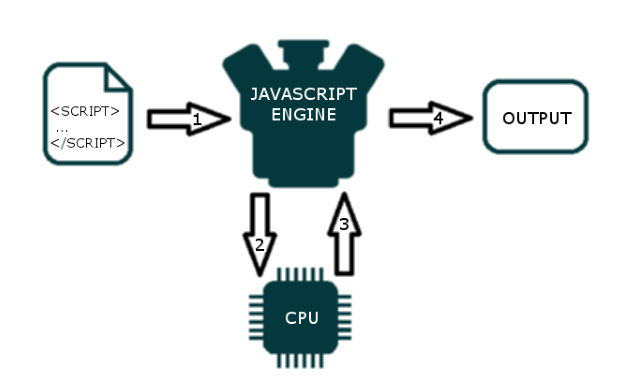 <SCRIPT>
...
</SCRIPT>
1
JAVASCRIPT
ENGINE
4
OUTPUT
2
3
CPU